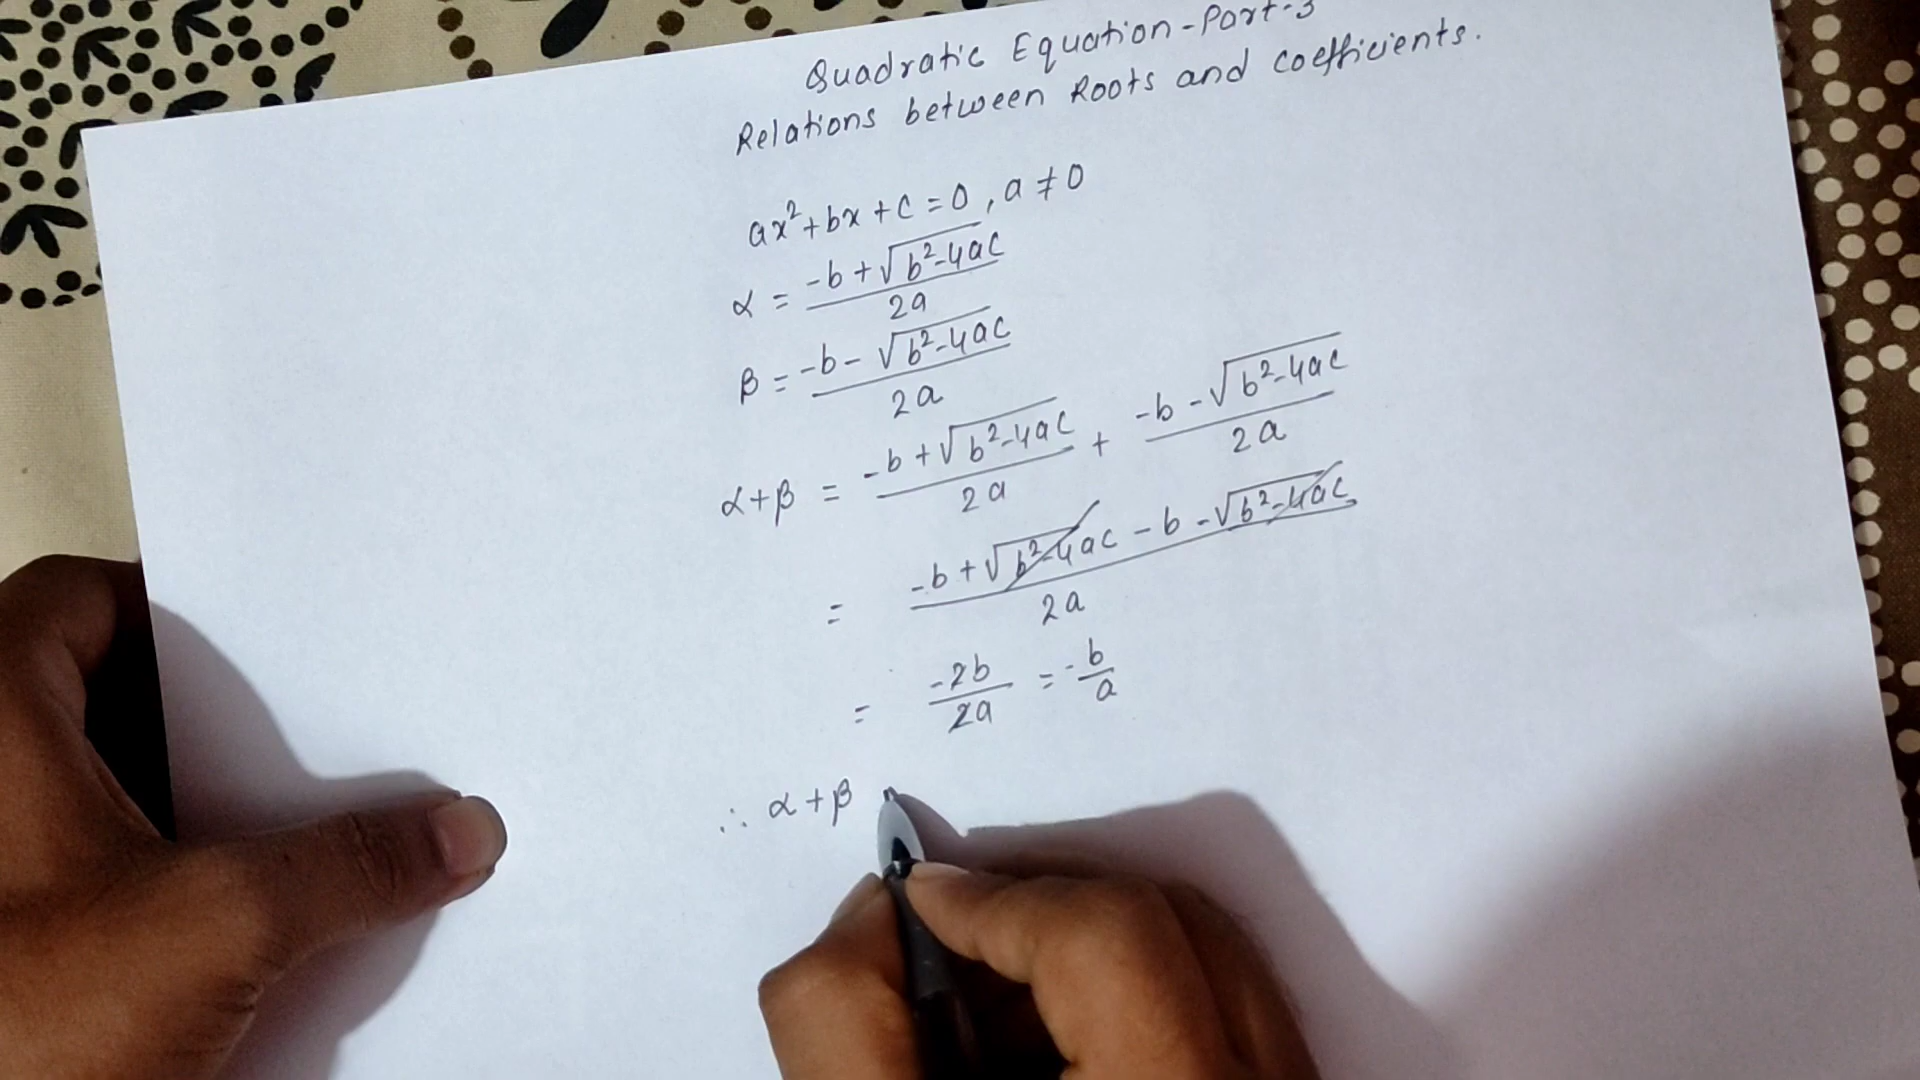 Quadratic Equation-Part-3
Relations between Roots and coefficients.
ax²+bx+c=0, a≠0
α = (-b+√(b²-4ac))/2a
β = (-b-√(b²-4ac))/2a
α+β = (-b+√(b²-4ac))/2a + (-b-√(b²-4ac))/2a
= (-b+√(b²-4ac)-b-√(b²-4ac))/2a
= -2b/2a = -b/a
∴ α+β